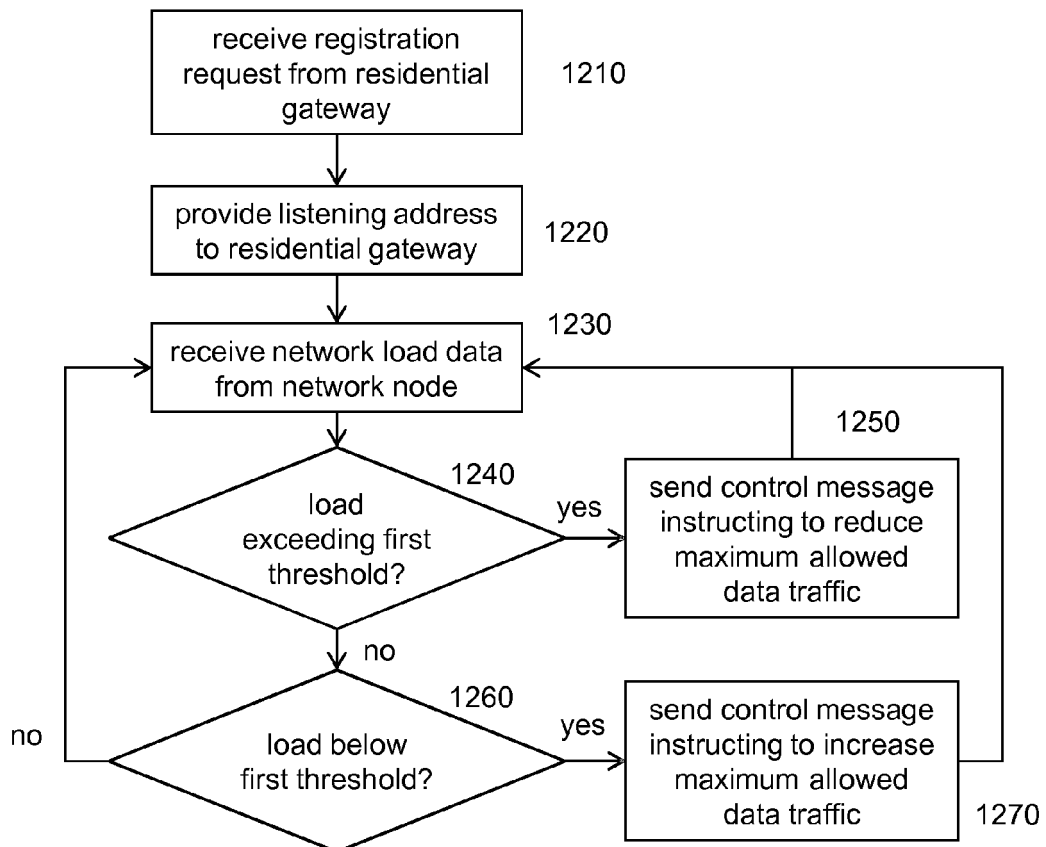 receive registration
request from residential
gateway
1210
provide listening address
to residential gateway
1220
1230
receive network load data
from network node
1240
load
exceeding first
threshold?
yes
1250
send control message
instructing to reduce
maximum allowed
data traffic
no
1260
load below
first threshold?
no
yes
send control message
instructing to increase
maximum allowed
data traffic
1270